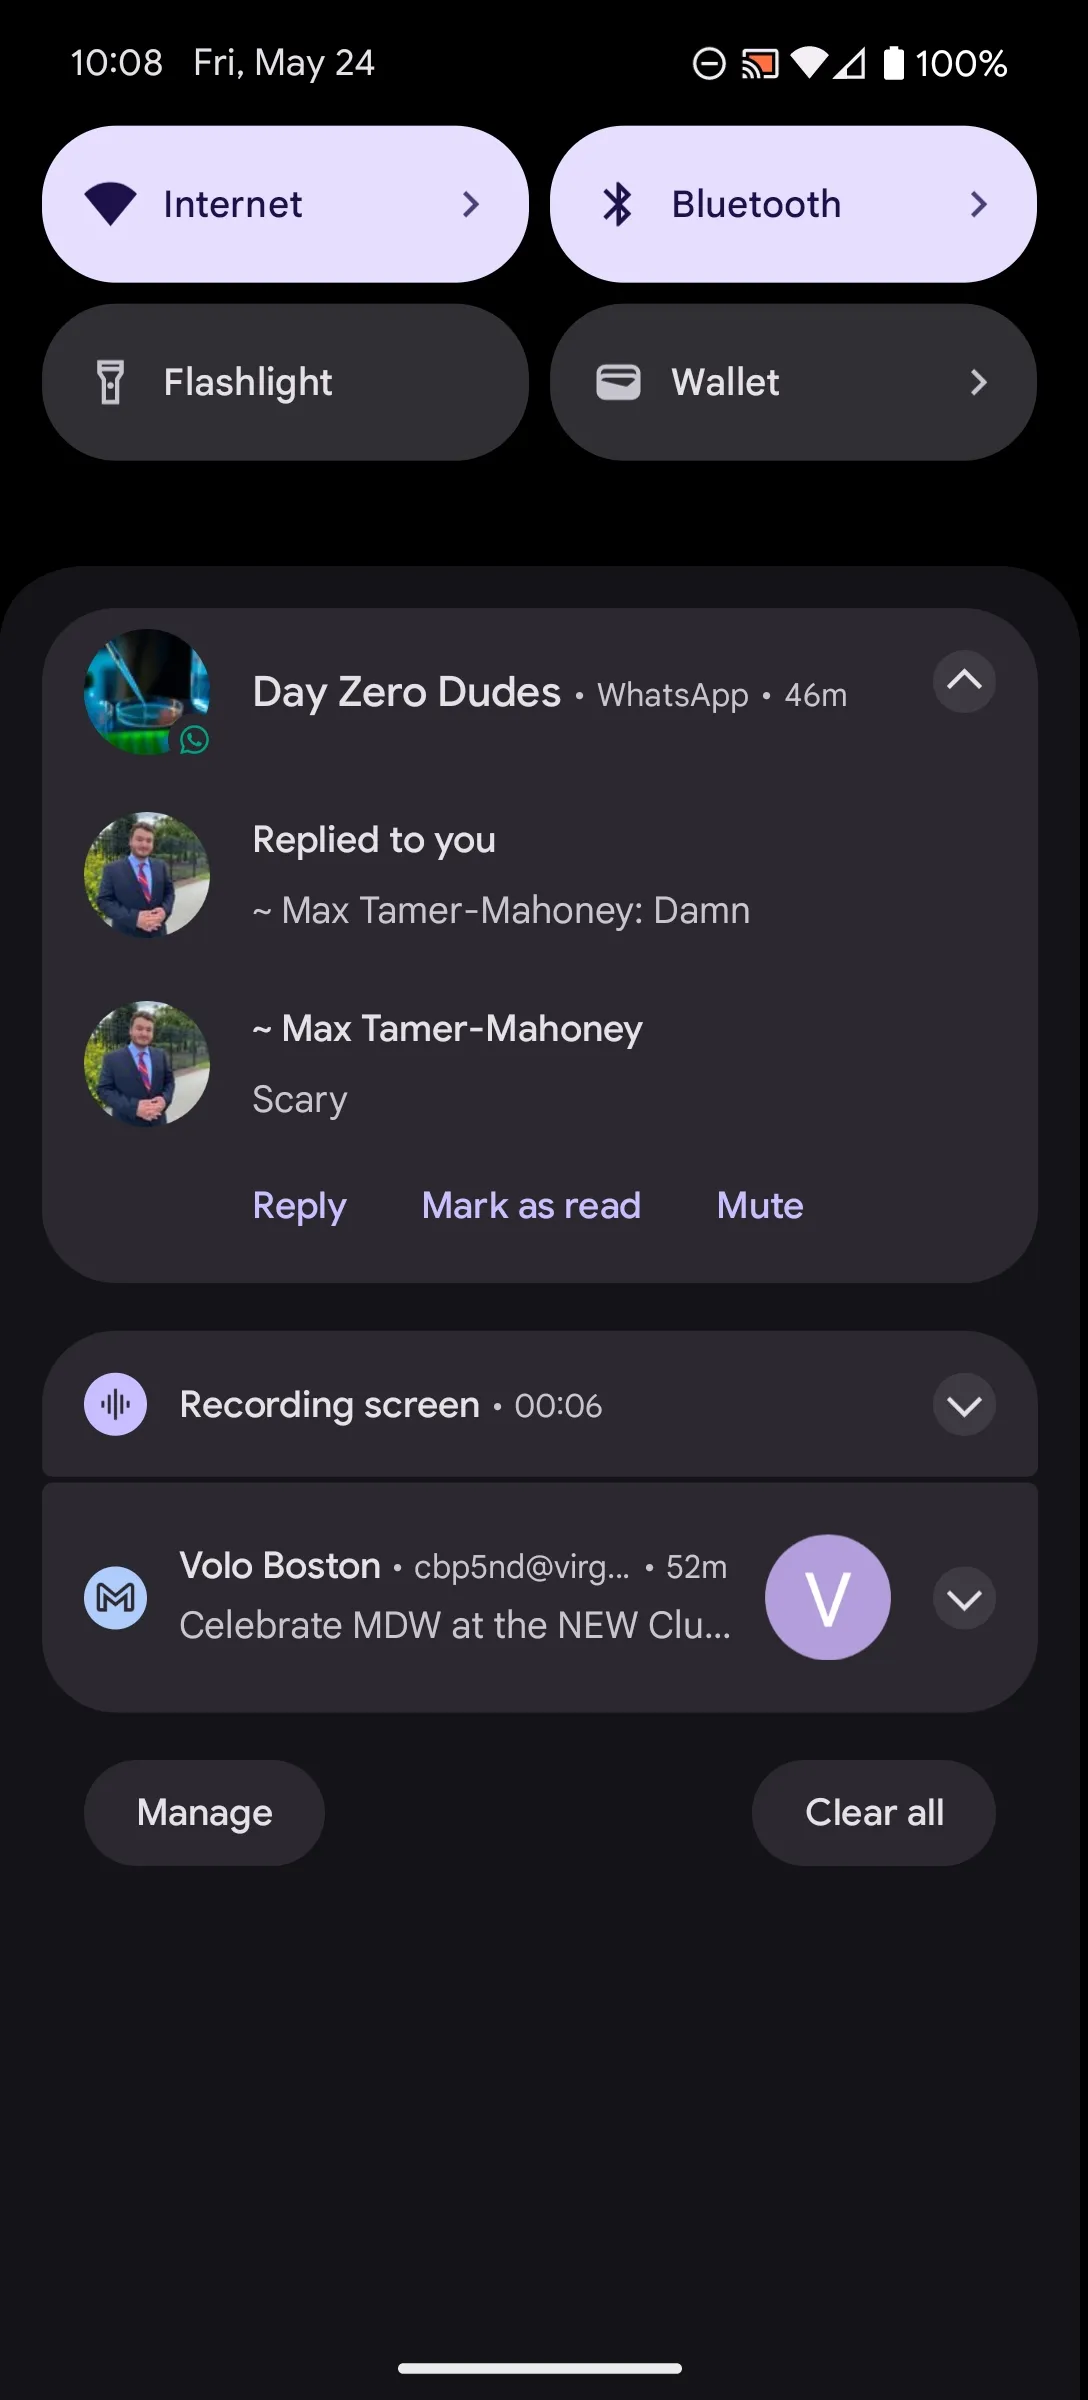 10:08 Fri, May 24 100%
Internet Bluetooth
Flashlight Wallet
Day Zero Dudes • WhatsApp • 46m
Replied to you
~ Max Tamer-Mahoney: Damn
~ Max Tamer-Mahoney
Scary
Reply Mark as read Mute
Recording screen • 00:06
Volo Boston • cbp5nd@virg... • 52m
V
Celebrate MDW at the NEW Clu...
Manage Clear all